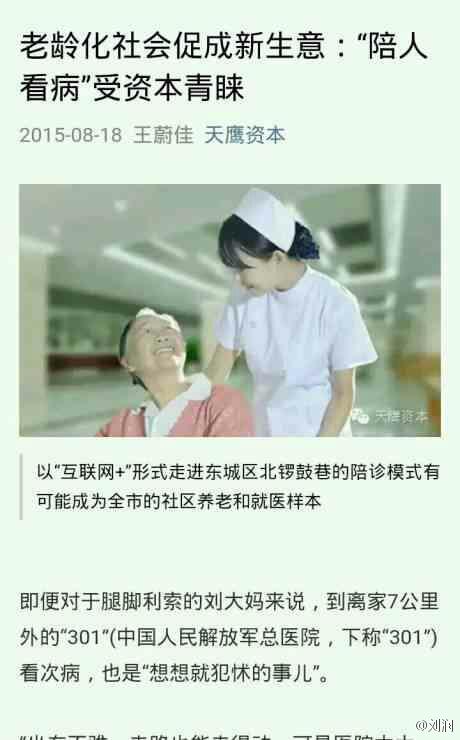 老龄化社会促成新生意：“陪人
看病”受资本青睐
2015-08-18 王蔚佳 天鹰资本
天鹰资本
以“互联网+”形式走进东城区北锣鼓巷的陪诊模式有
可能成为全市的社区养老和就医样本
即便对于腿脚利索的刘大妈来说，到离家7公里
外的“301”(中国人民解放军总医院，下称“301”)
看次病，也是“想想就犯怵的事儿”。
@刘润